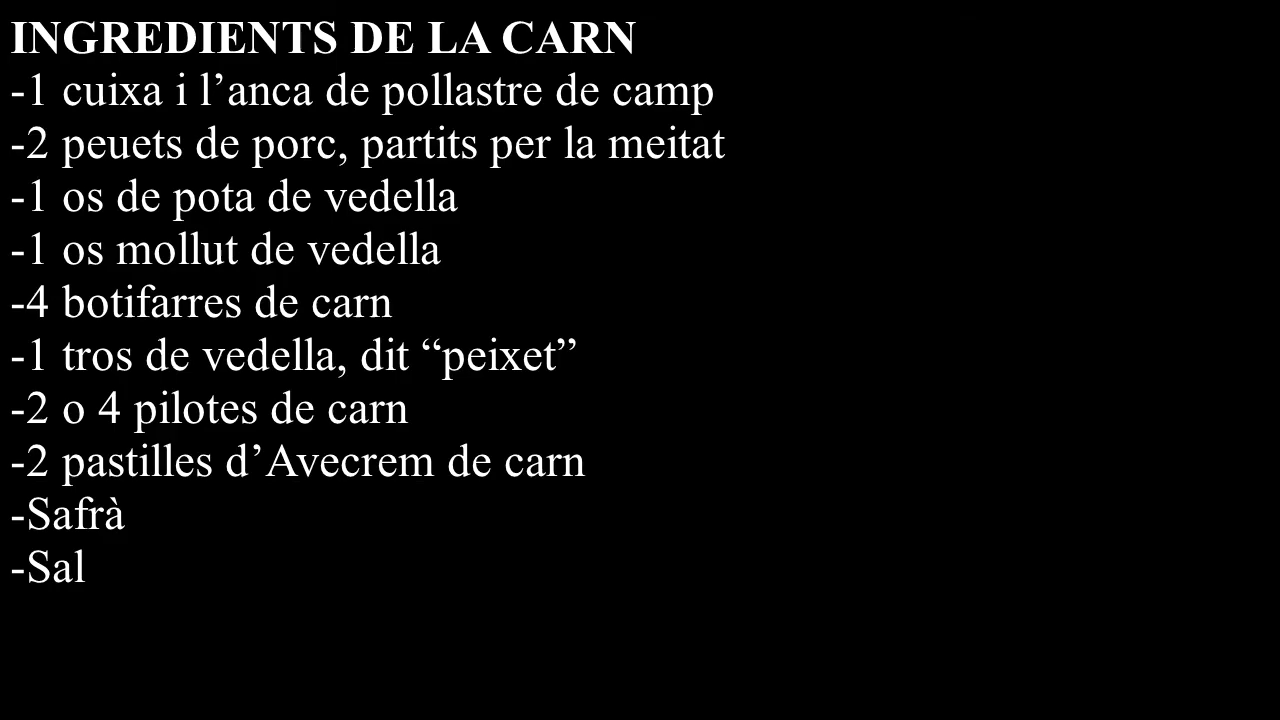 INGREDIENTS DE LA CARN
-1 cuixa i l’anca de pollastre de camp
-2 peuets de porc, partits per la meitat
-1 os de pota de vedella
-1 os mollut de vedella
-4 botifarres de carn
-1 tros de vedella, dit “peixet”
-2 o 4 pilotes de carn
-2 pastilles d’Avecrem de carn
-Safrà
-Sal